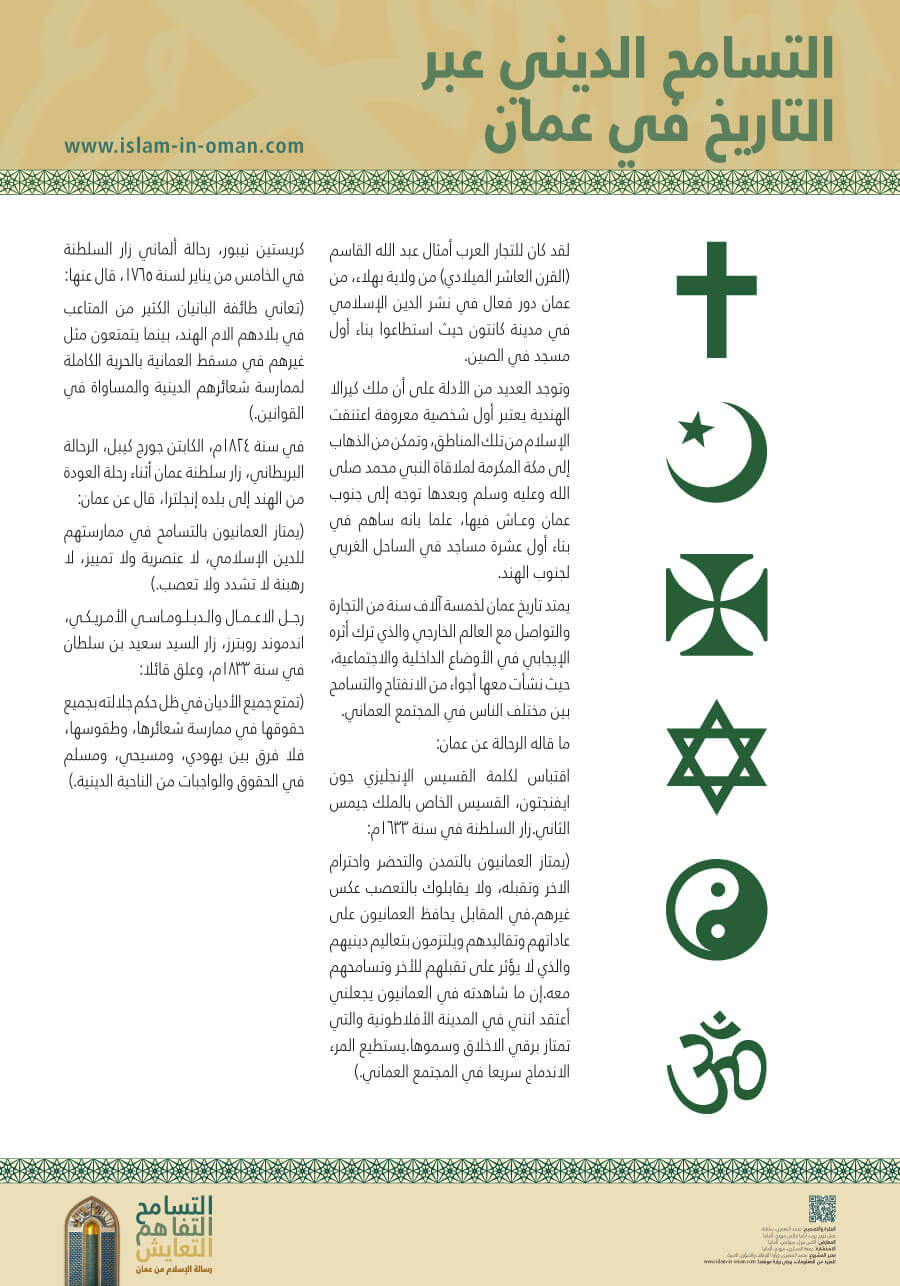 التسامح الديني عبر
التاريخ في عمان
www.islam-in-oman.com
لقد كان للتجار العرب أمثال عبد الله القاسم
(القرن العاشر الميلادي) من ولاية بهلاء، من
عمان دور فعال في نشر الدين الإسلامي
في مدينة كانتون حيث استطاعوا بناء أول
مسجد في الصين.
وتوجد العديد من الأدلة على أن ملك كيرالا
الهندية يعتبر أول شخصية معروفة اعتنقت
الإسلام من تلك المناطق، وتمكن من الذهاب
إلى مكة المكرمة لملاقاة النبي محمد صلى
الله وعليه وسلم وبعدها توجه إلى جنوب
عمان وعاش فيها، علما بانه ساهم في
بناء أول عشرة مساجد في الساحل الغربي
لجنوب الهند.
يمتد تاريخ عمان لخمسة آلاف سنة من التجارة
والتواصل مع العالم الخارجي والذي ترك أثره
الإيجابي في الأوضاع الداخلية والاجتماعية،
حيث نشأت معها أجواء من الانفتاح والتسامح
بين مختلف الناس في المجتمع العماني.
ما قاله الرحالة عن عمان:
اقتباس لكلمة القسيس الإنجليزي جون
ايفنجتون، القسيس الخاص بالملك جيمس
الثاني.زار السلطنة في سنة ١٦٣٣م:
(يمتاز العمانيون بالتمدن والتحضر واحترام
الاخر وتقبله، ولا يقابلوك بالتعصب عكس
غيرهم.في المقابل يحافظ العمانيون على
عاداتهم وتقاليدهم ويلتزمون بتعاليم دينيهم
والذي لا يؤثر على تقبلهم للأخر وتسامحهم
معه.إن ما شاهدته في العمانيون يجعلني
أعتقد انني في المدينة الأفلاطونية والتي
تمتاز برقي الاخلاق وسموها.يستطيع المرء
الاندماج سريعا في المجتمع العماني.)
كريستين نيبور، رحالة ألماني زار السلطنة
في الخامس من يناير لسنة ١٧٦٥، قال عنها:
(تعاني طائفة البانيان الكثير من المتاعب
في بلادهم الام الهند، بينما يتمتعون مثل
غيرهم في مسقط العمانية بالحرية الكاملة
لممارسة شعائرهم الدينية والمساواة في
القوانين.)
في سنة ١٨٢٤م، الكابتن جورج كيبل، الرحالة
البريطاني، زار سلطنة عمان أثناء رحلة العودة
من الهند إلى بلده إنجلترا، قال عن عمان:
(يمتاز العمانيون بالتسامح في ممارستهم
للدين الإسلامي، لا عنصرية ولا تمييز، لا
رهبنة لا تشدد ولا تعصب.)
رجل الاعمال والدبلوماسي الأمريكي،
اندموند روبترز، زار السيد سعيد بن سلطان
في سنة ١٨٣٣م، وعلق قائلا:
(تمتع جميع الأديان في ظل حكم جلالته بجميع
حقوقها في ممارسة شعائرها، وطقوسها،
فلا فرق بين يهودي، ومسيحي، ومسلم
في الحقوق والواجبات من الناحية الدينية.)
التسامح
التفاهم
التعايش
رسالة الإسلام من عمان
www.islam-in-oman.com